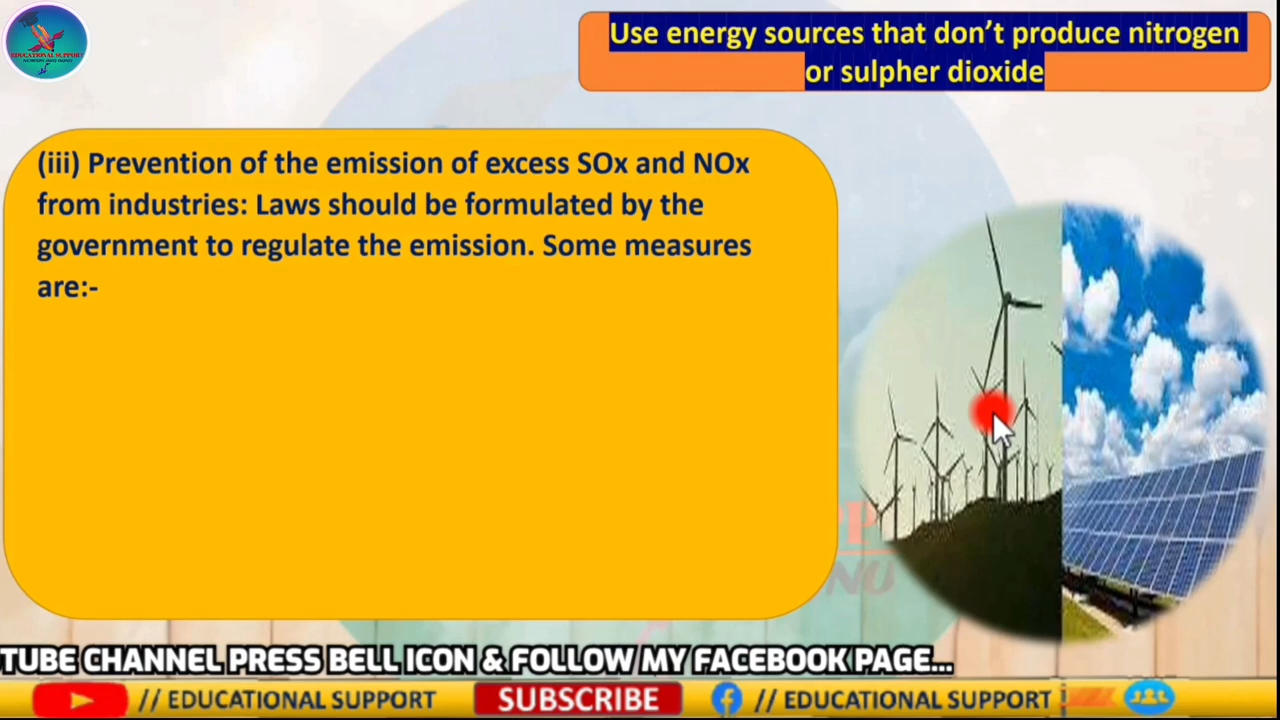 EDUCATIONAL SUPPORT
Use energy sources that don’t produce nitrogen
or sulpher dioxide
(iii) Prevention of the emission of excess SOx and NOx
from industries: Laws should be formulated by the
government to regulate the emission. Some measures
are:-
TUBE CHANNEL PRESS BELL ICON & FOLLOW MY FACEBOOK PAGE...
// EDUCATIONAL SUPPORT
SUBSCRIBE
// EDUCATIONAL SUPPORT